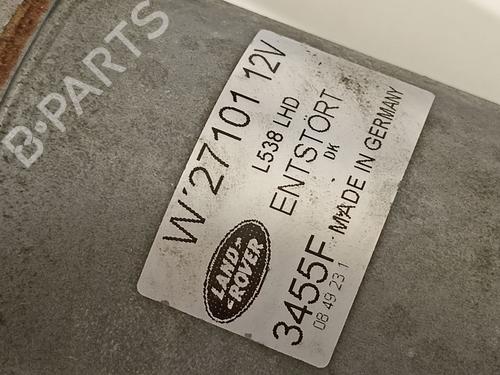 W'27101 12V
L538 LHD
ENTSTÖRT
DK
3455F MADE IN GERMANY
08 49 23 1
LAND
ROVER
B-PARTS